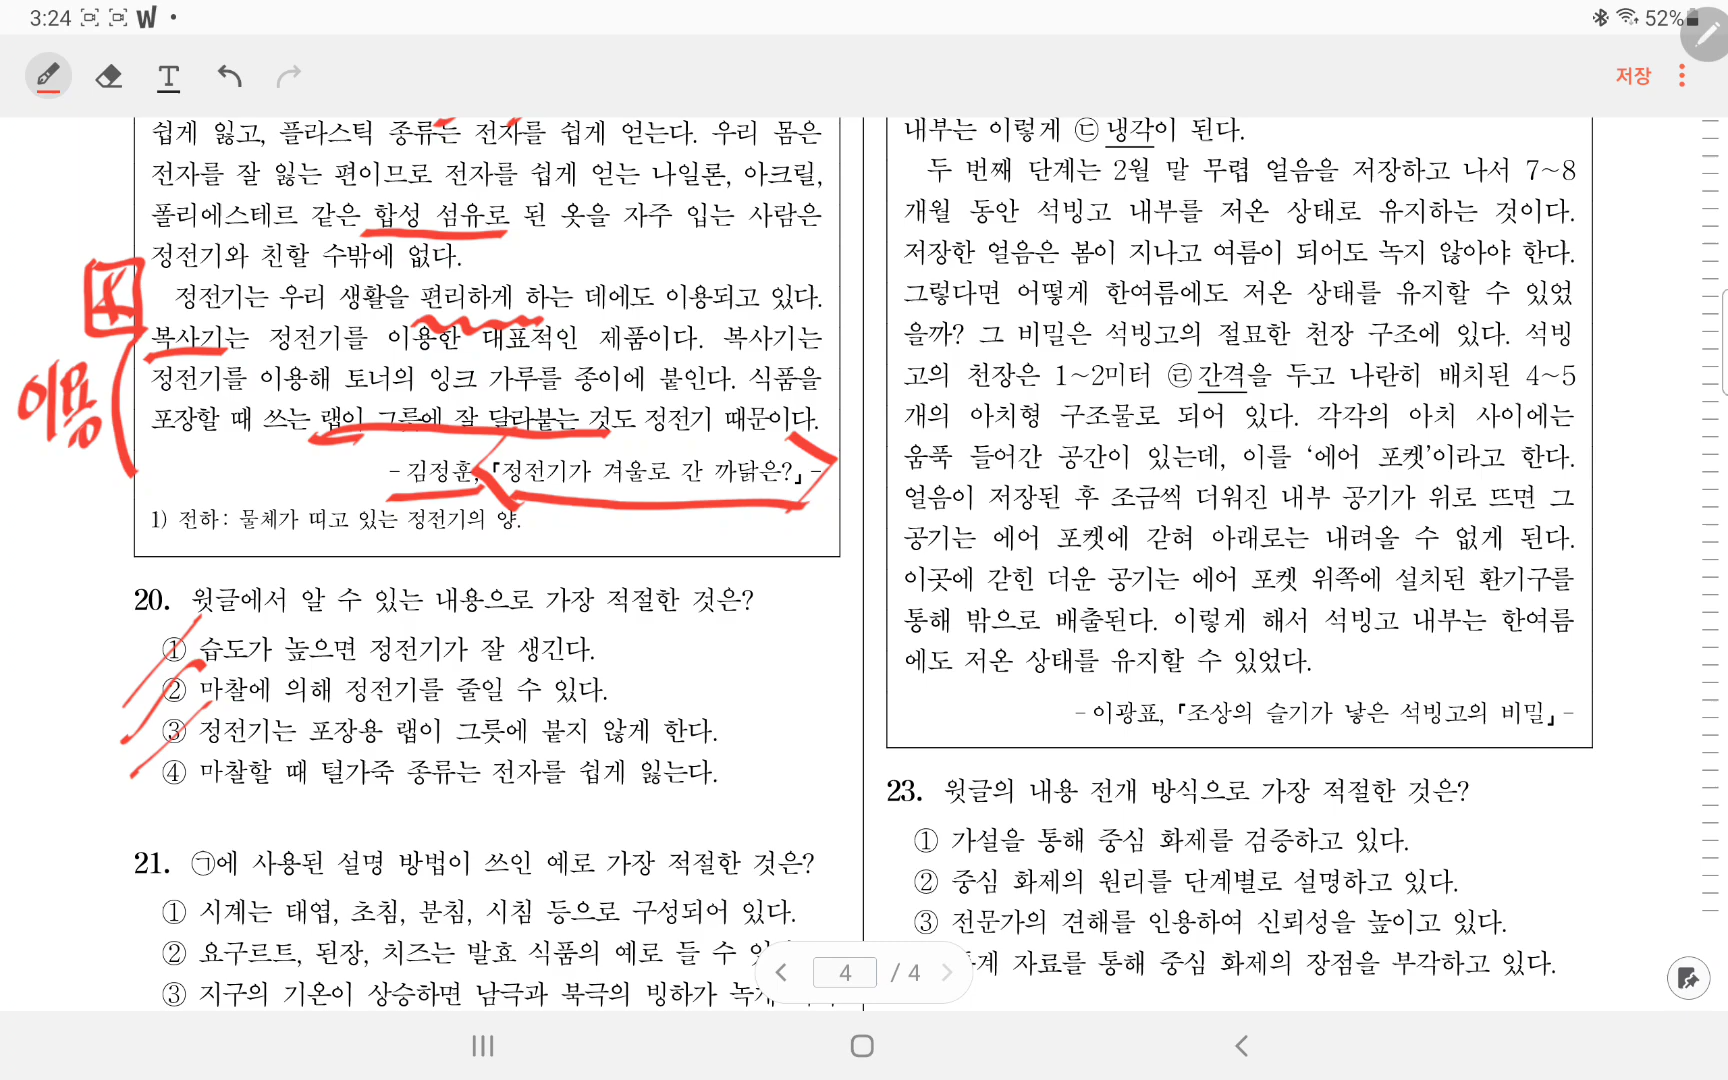 3:24 W •
52%
T
저장
쉽게 잃고, 플라스틱 종류는 전자를 쉽게 얻는다. 우리 몸은
전자를 잘 잃는 편이므로 전자를 쉽게 얻는 나일론, 아크릴,
폴리에스테르 같은 합성 섬유로 된 옷을 자주 입는 사람은
정전기와 친할 수밖에 없다.
정전기는 우리 생활을 편리하게 하는 데에도 이용되고 있다.
복사기는 정전기를 이용한 대표적인 제품이다. 복사기는
이용
정전기를 이용해 토너의 잉크 가루를 종이에 붙인다. 식품을
포장할 때 쓰는 랩이 그릇에 잘 달라붙는 것도 정전기 때문이다.
- 김정훈, 『정전기가 겨울로 간 까닭은?』 -
1) 전하: 물체가 띠고 있는 정전기의 양.
20. 윗글에서 알 수 있는 내용으로 가장 적절한 것은?
① 습도가 높으면 정전기가 잘 생긴다.
② 마찰에 의해 정전기를 줄일 수 있다.
③ 정전기는 포장용 랩이 그릇에 붙지 않게 한다.
④ 마찰할 때 털가죽 종류는 전자를 쉽게 잃는다.
21. ㉠에 사용된 설명 방법이 쓰인 예로 가장 적절한 것은?
① 시계는 태엽, 초침, 분침, 시침 등으로 구성되어 있다.
② 요구르트, 된장, 치즈는 발효 식품의 예로 들 수
③ 지구의 기온이 상승하면 남극과 북극의 빙하가
내부는 이렇게 ㉢ 냉각이 된다.
두 번째 단계는 2월 말 무렵 얼음을 저장하고 나서 7~8
개월 동안 석빙고 내부를 저온 상태로 유지하는 것이다.
저장한 얼음은 봄이 지나고 여름이 되어도 녹지 않아야 한다.
그렇다면 어떻게 한여름에도 저온 상태를 유지할 수 있었
을까? 그 비밀은 석빙고의 절묘한 천장 구조에 있다. 석빙
고의 천장은 1~2미터 ㉣ 간격을 두고 나란히 배치된 4~5
개의 아치형 구조물로 되어 있다. 각각의 아치 사이에는
움푹 들어간 공간이 있는데, 이를 ‘에어 포켓’이라고 한다.
얼음이 저장된 후 조금씩 더워진 내부 공기가 위로 뜨면 그
공기는 에어 포켓에 갇혀 아래로는 내려올 수 없게 된다.
이곳에 갇힌 더운 공기는 에어 포켓 위쪽에 설치된 환기구를
통해 밖으로 배출된다. 이렇게 해서 석빙고 내부는 한여름
에도 저온 상태를 유지할 수 있었다.
- 이광표, 『조상의 슬기가 낳은 석빙고의 비밀』 -
23. 윗글의 내용 전개 방식으로 가장 적절한 것은?
① 가설을 통해 중심 화제를 검증하고 있다.
② 중심 화제의 원리를 단계별로 설명하고 있다.
③ 전문가의 견해를 인용하여 신뢰성을 높이고 있다.
자료를 통해 중심 화제의 장점을 부각하고 있다.
4 / 4